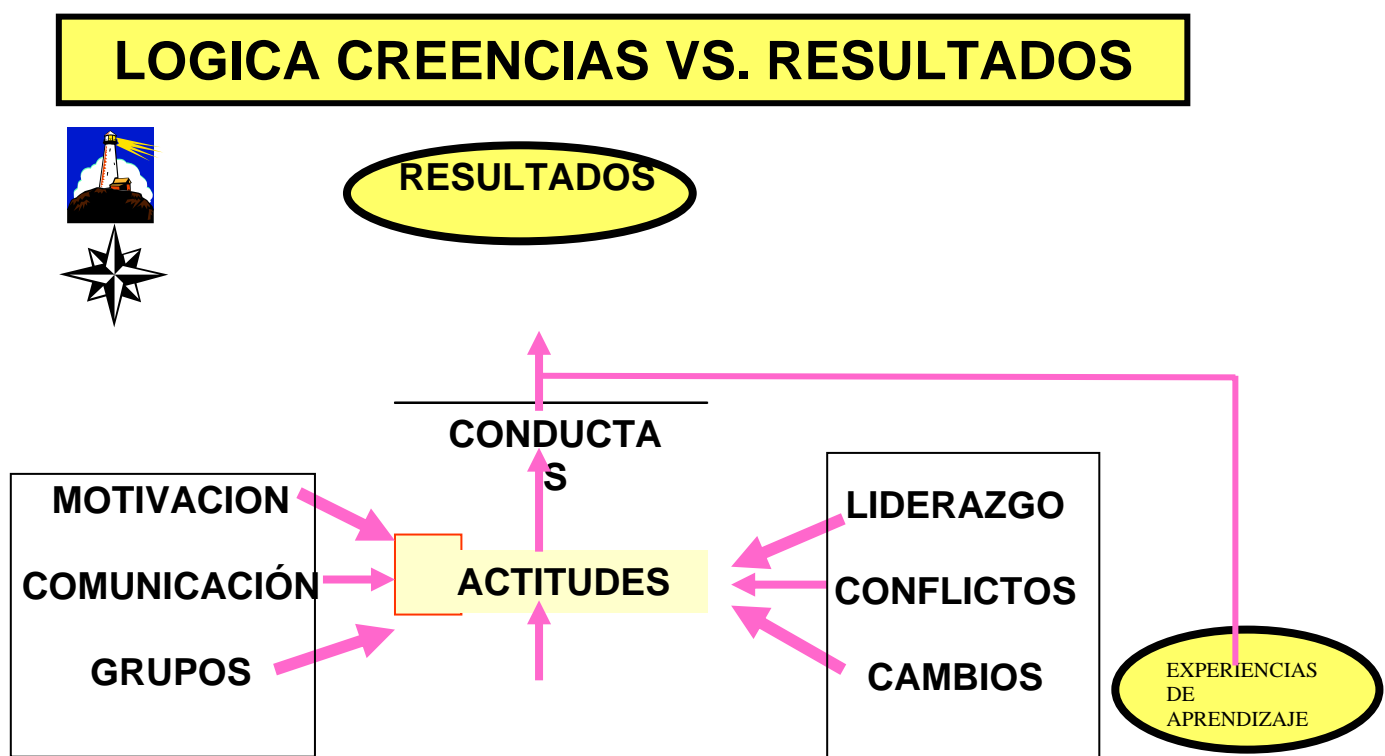 LOGICA CREENCIAS VS. RESULTADOS
RESULTADOS
CONDUCTA
S
MOTIVACION
COMUNICACIÓN
GRUPOS
ACTITUDES
LIDERAZGO
CONFLICTOS
CAMBIOS
EXPERIENCIAS
DE
APRENDIZAJE